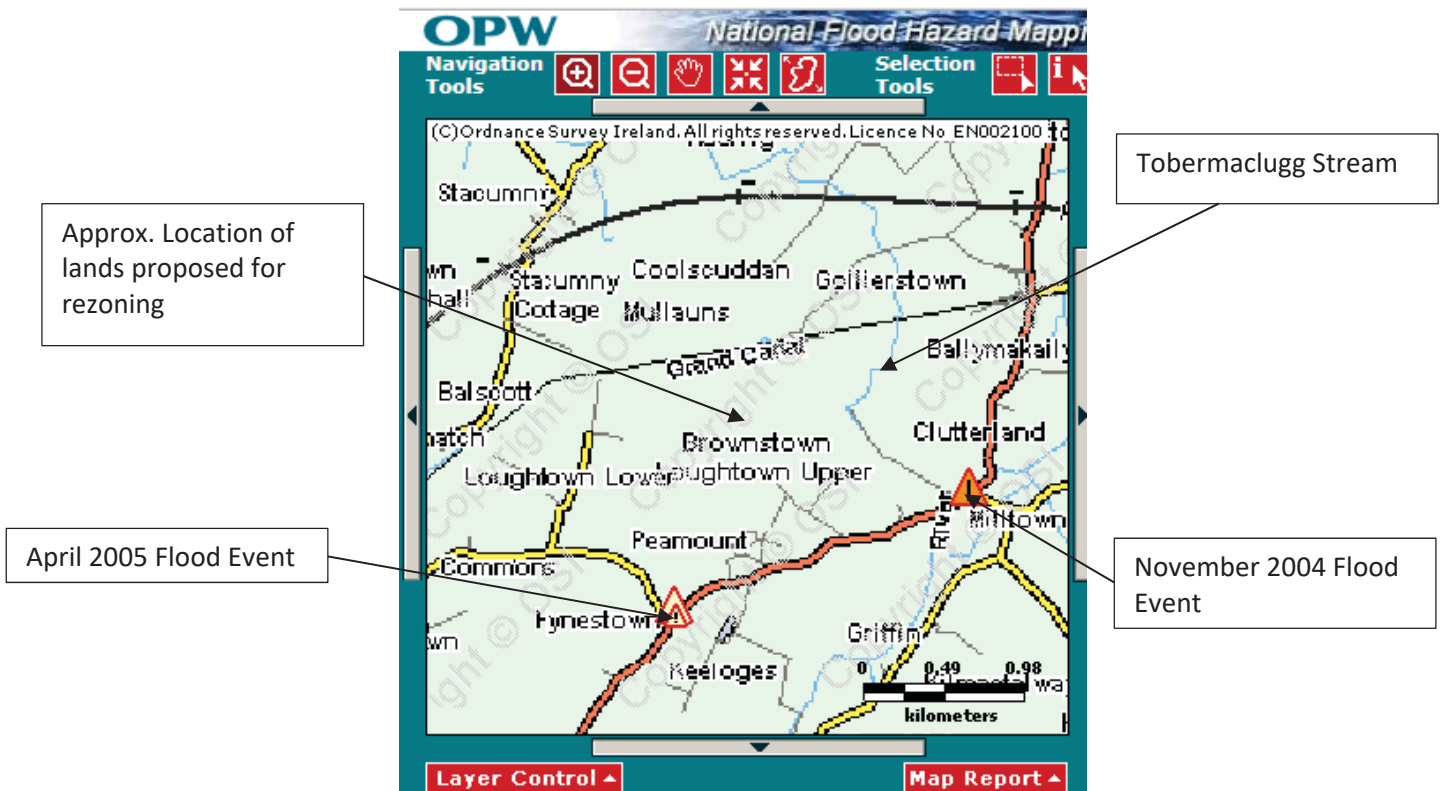 OPW
National Flood Hazard Mappi
Navigation
Tools
Selection
Tools
(C)Ordnance Survey Ireland. All rights reserved. Licence No EN002100
Tobermaclugg Stream
Approx. Location of
lands proposed for
rezoning
Stacumny
Stacumny
Cottage
Coolscuddan
Mullauns
Gollierstown
Grand Canal
Ballymakaily
Balscott
Brownstown
Clutterland
Loughtown Lower
Loughtown Upper
Milltown
Peamount
Commons
April 2005 Flood Event
November 2004 Flood
Event
Hynestown
Griffin
Keeloges
0 0.49 0.98
kilometers
Layer Control
Map Report